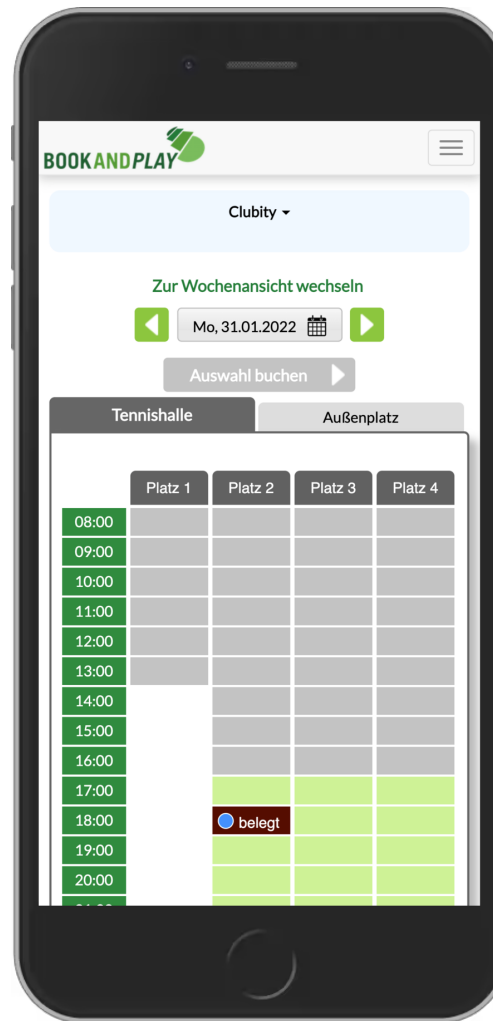 BOOKANDPLAY
Clubity
Zur Wochenansicht wechseln
Mo, 31.01.2022
Auswahl buchen
Tennishalle Außenplatz
Platz 1 Platz 2 Platz 3 Platz 4
08:00
09:00
10:00
11:00
12:00
13:00
14:00
15:00
16:00
17:00
18:00 belegt
19:00
20:00